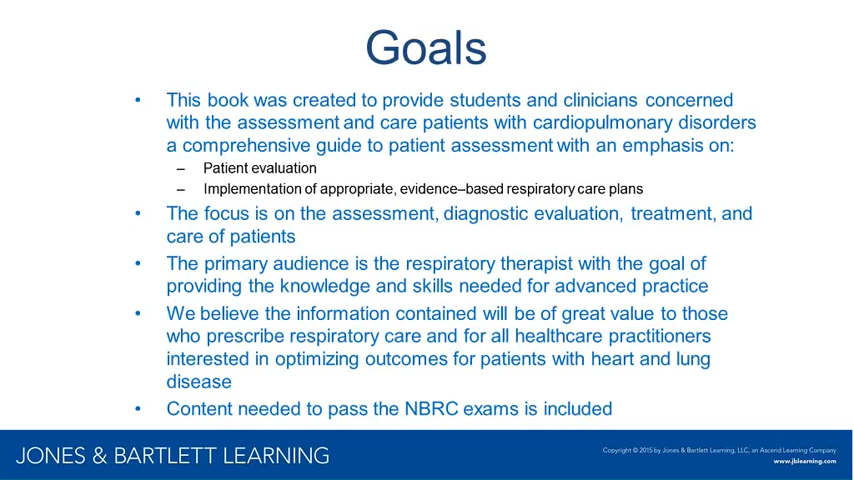 Goals
• This book was created to provide students and clinicians concerned
with the assessment and care patients with cardiopulmonary disorders
a comprehensive guide to patient assessment with an emphasis on:
– Patient evaluation
– Implementation of appropriate, evidence–based respiratory care plans
• The focus is on the assessment, diagnostic evaluation, treatment, and
care of patients
• The primary audience is the respiratory therapist with the goal of
providing the knowledge and skills needed for advanced practice
• We believe the information contained will be of great value to those
who prescribe respiratory care and for all healthcare practitioners
interested in optimizing outcomes for patients with heart and lung
disease
• Content needed to pass the NBRC exams is included
JONES & BARTLETT LEARNING
Copyright © 2015 by Jones & Bartlett Learning, LLC, an Ascend Learning Company
www.jblearning.com